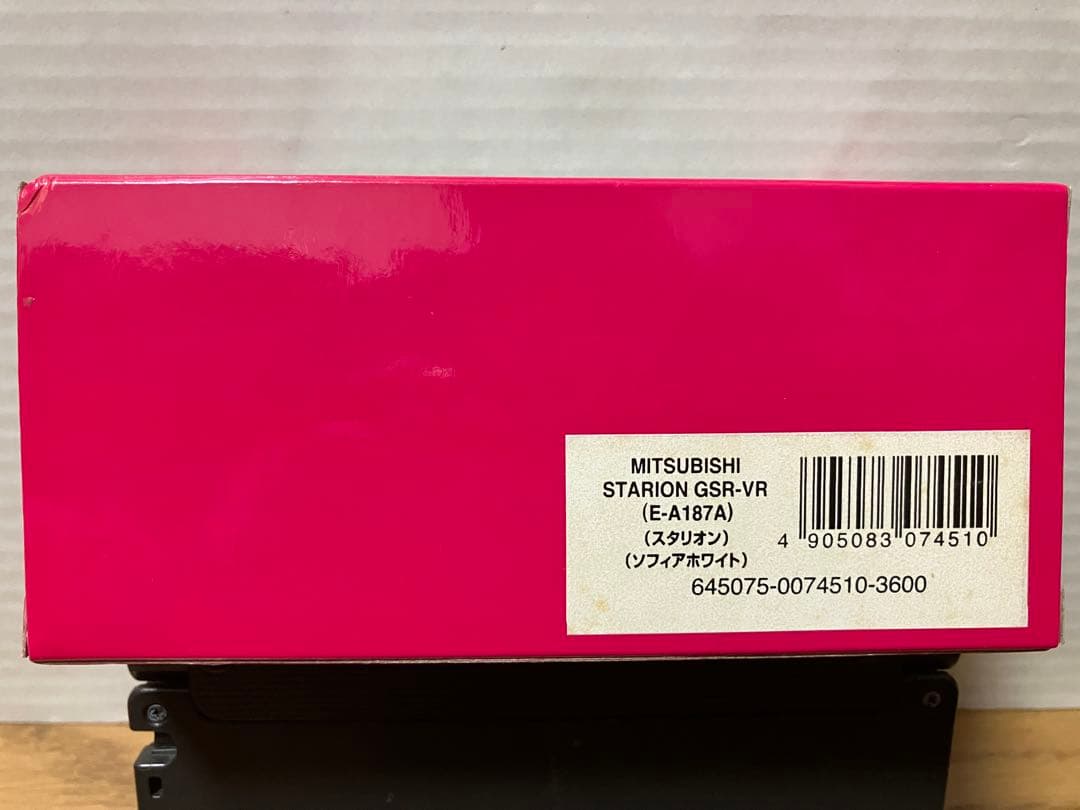 MITSUBISHI
STARION GSR-VR
(E-A187A)
(スタリオン)
(ソフィアホワイト)
4 905083 074510
645075-0074510-3600